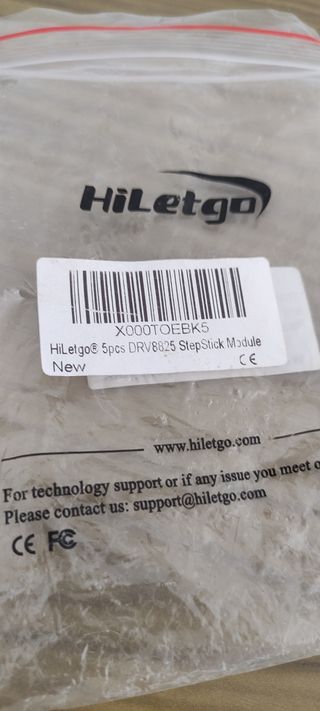 HiLetgo
X000TOEBK5
HiLetgo® 5pcs DRV8825 StepStick Module
New
CE
www.hiletgo.com
For technology support or if any issue you meet
Please contact us: support@hiletgo.com
CE FC